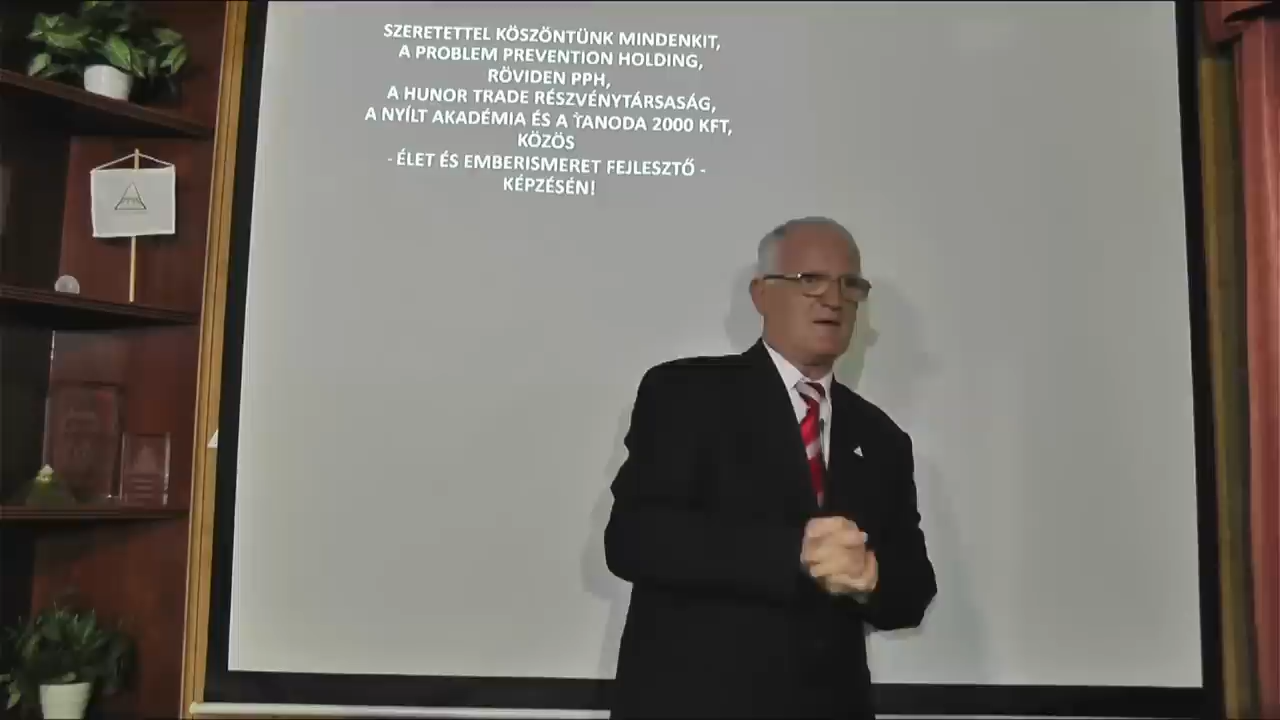 SZERETETTEL KÖSZÖNTÜNK MINDENKIT,
A PROBLEM PREVENTION HOLDING,
RÖVIDEN PPH,
A HUNOR TRADE RÉSZVÉNYTÁRSASÁG,
A NYÍLT AKADÉMIA ÉS A TANODA 2000 KFT,
KÖZÖS
- ÉLET ÉS EMBERISMERET FEJLESZTŐ -
KÉPZÉSÉN!